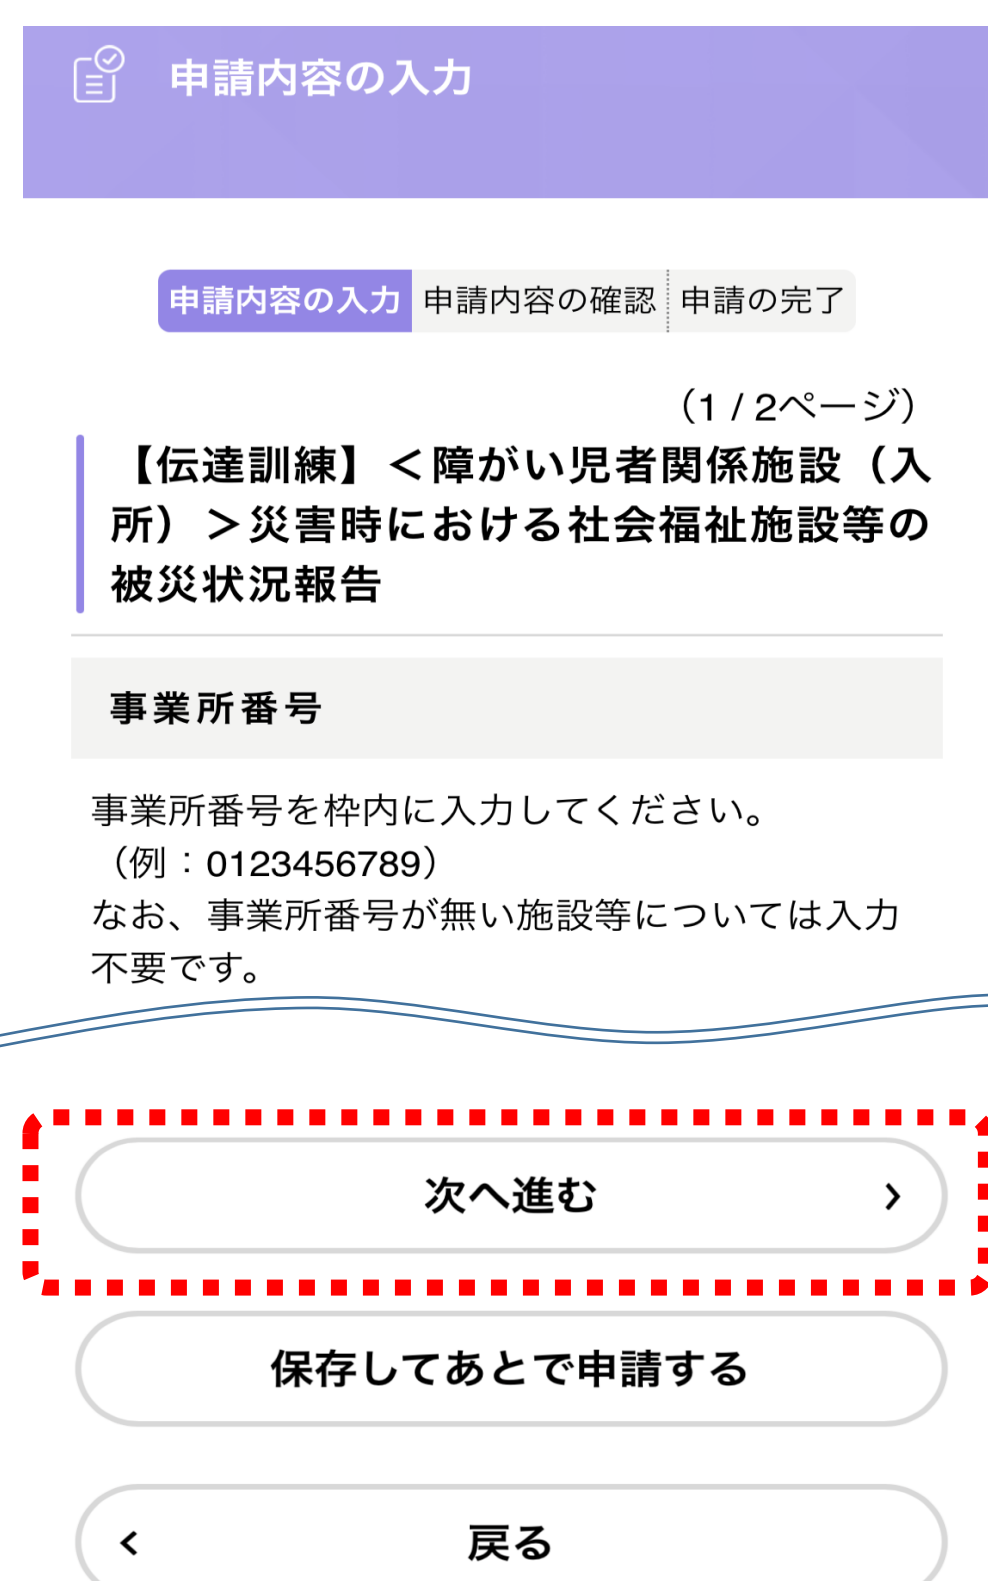 申請内容の入力
申請内容の入力 申請内容の確認 申請の完了
（1 / 2ページ）
【伝達訓練】＜障がい児者関係施設（入
所）＞災害時における社会福祉施設等の
被災状況報告
事業所番号
事業所番号を枠内に入力してください。
（例：0123456789）
なお、事業所番号が無い施設等については入力
不要です。
次へ進む
保存してあとで申請する
戻る